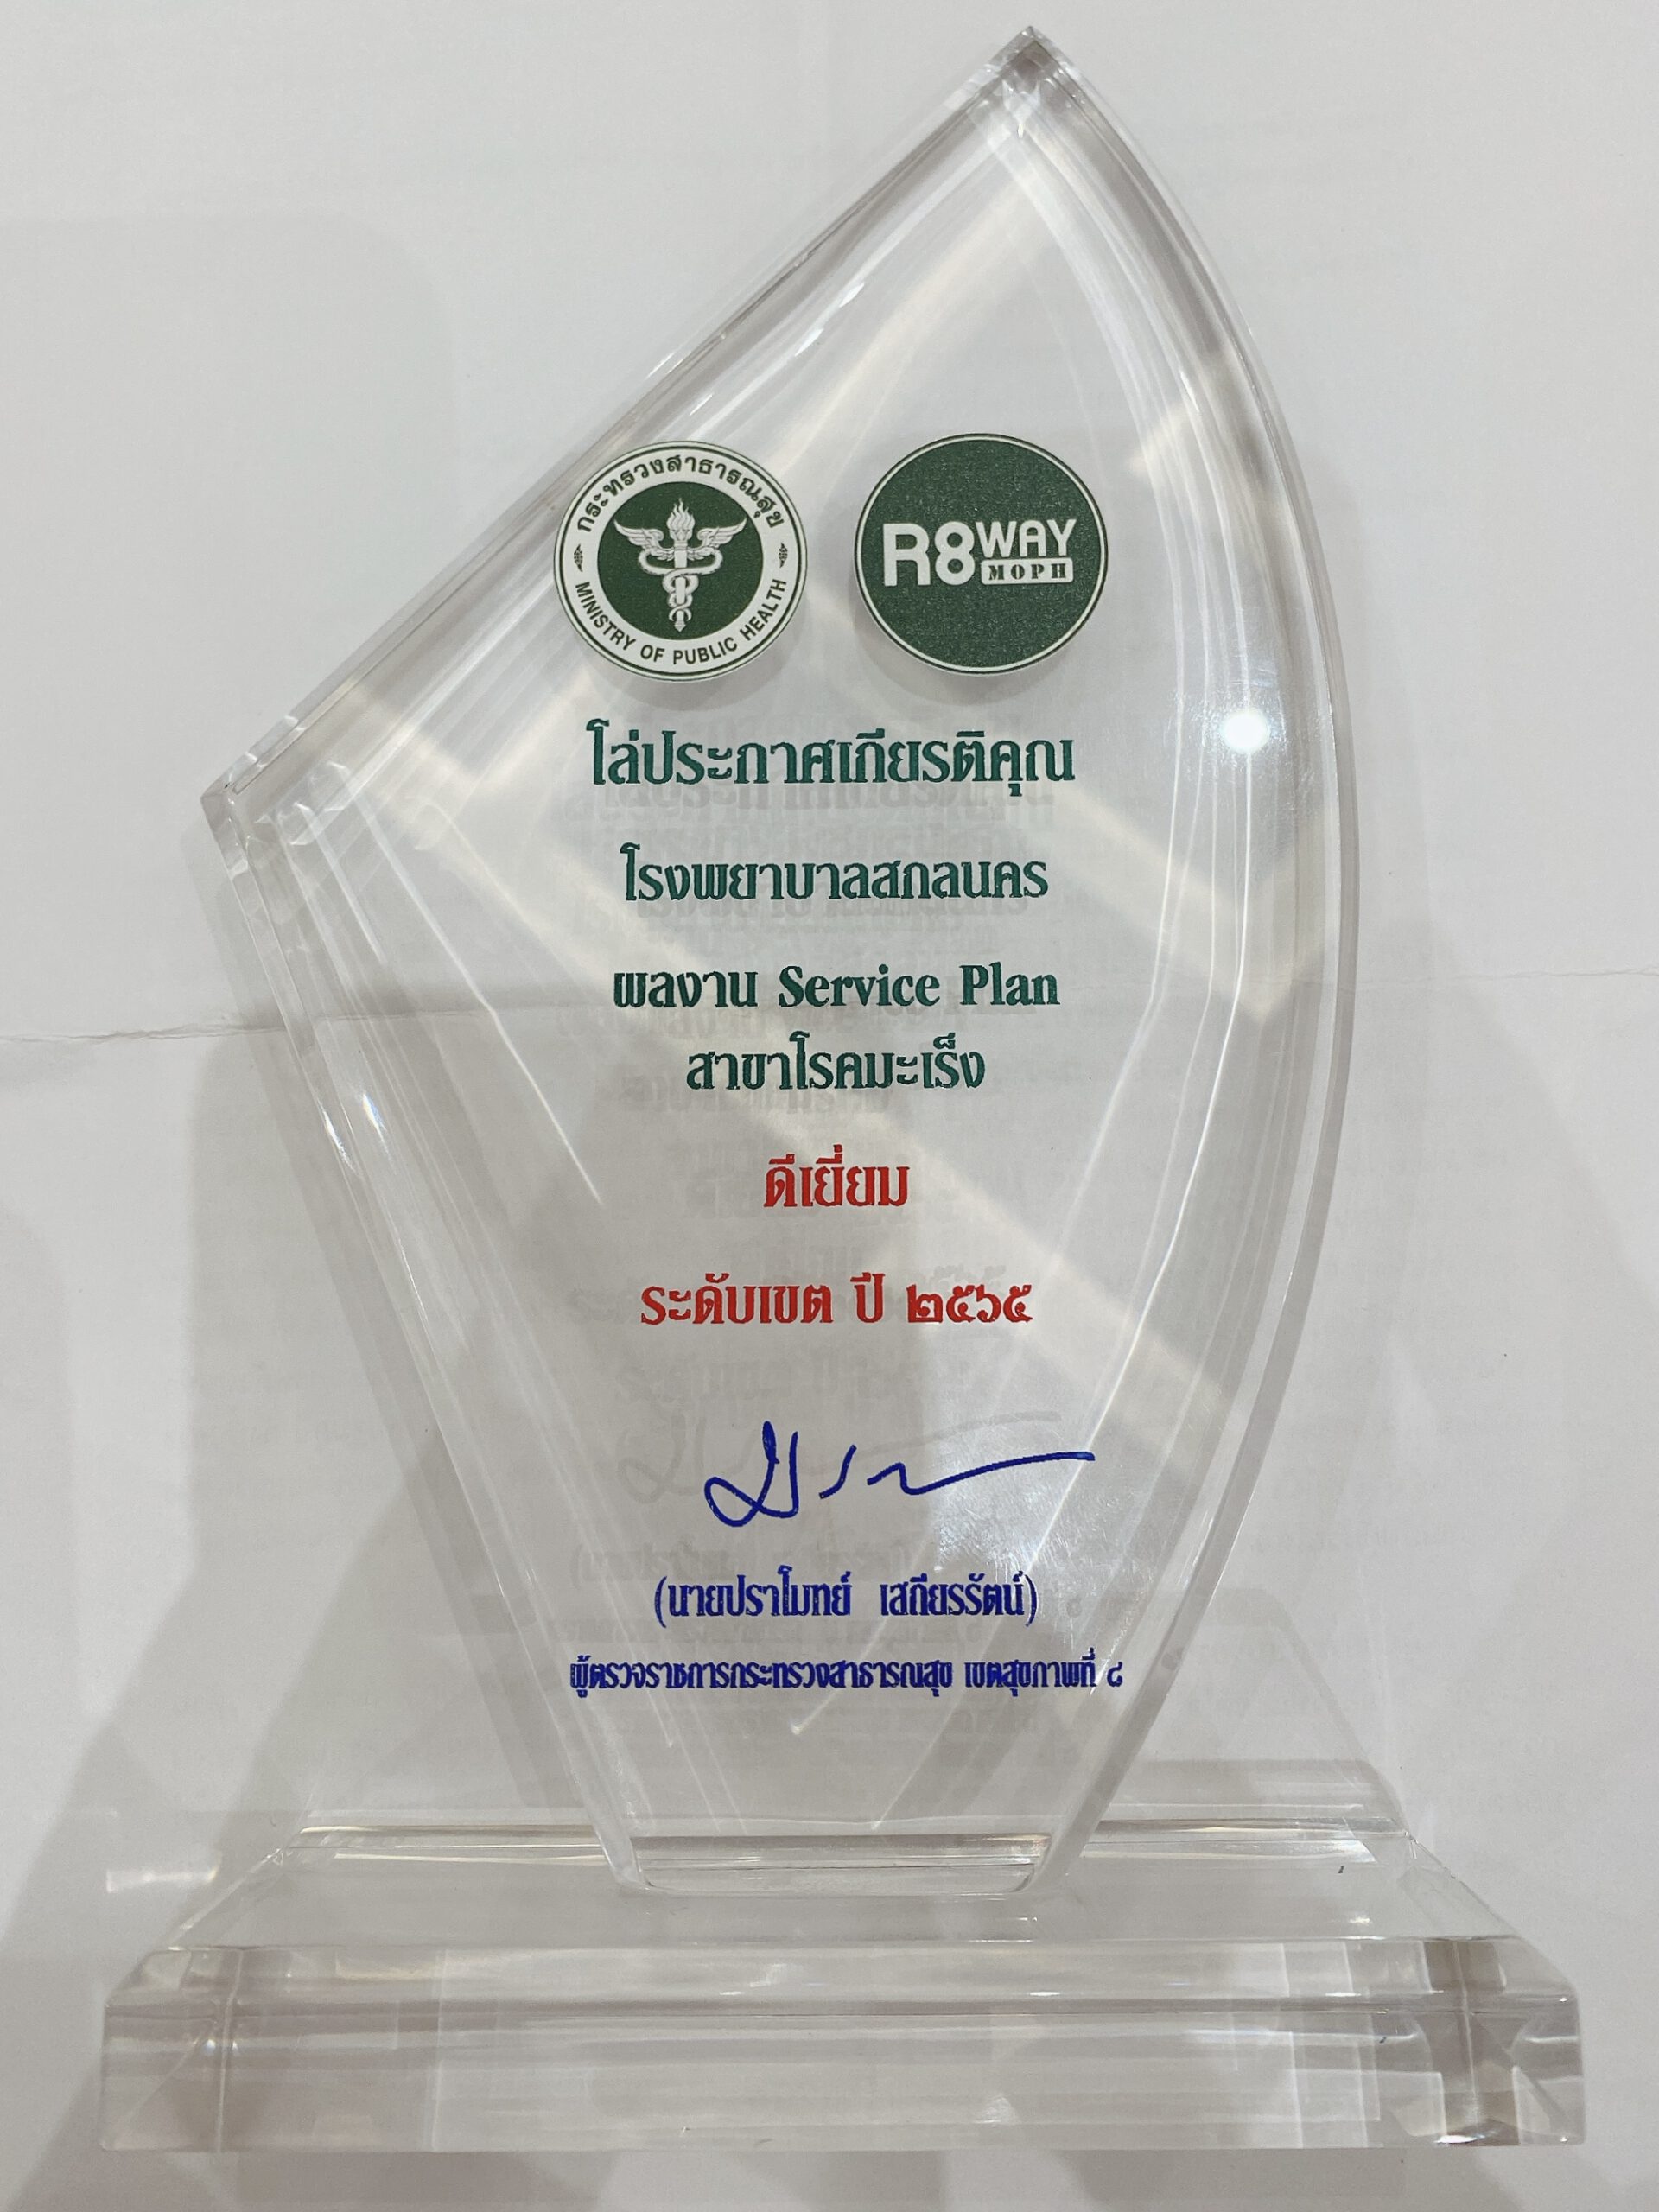 กระทรวงสาธารณสุข
MINISTRY OF PUBLIC HEALTH
R8 WAY
MOPH
โล่ประกาศเกียรติคุณ
โรงพยาบาลสกลนคร
ผลงาน Service Plan
สาขาโรคมะเร็ง
ดีเยี่ยม
ระดับเขต ปี ๒๕๖๕
(นายปราโมทย์ เสถียรรัตน์)
ผู้ตรวจราชการกระทรวงสาธารณสุข เขตสุขภาพที่ ๘